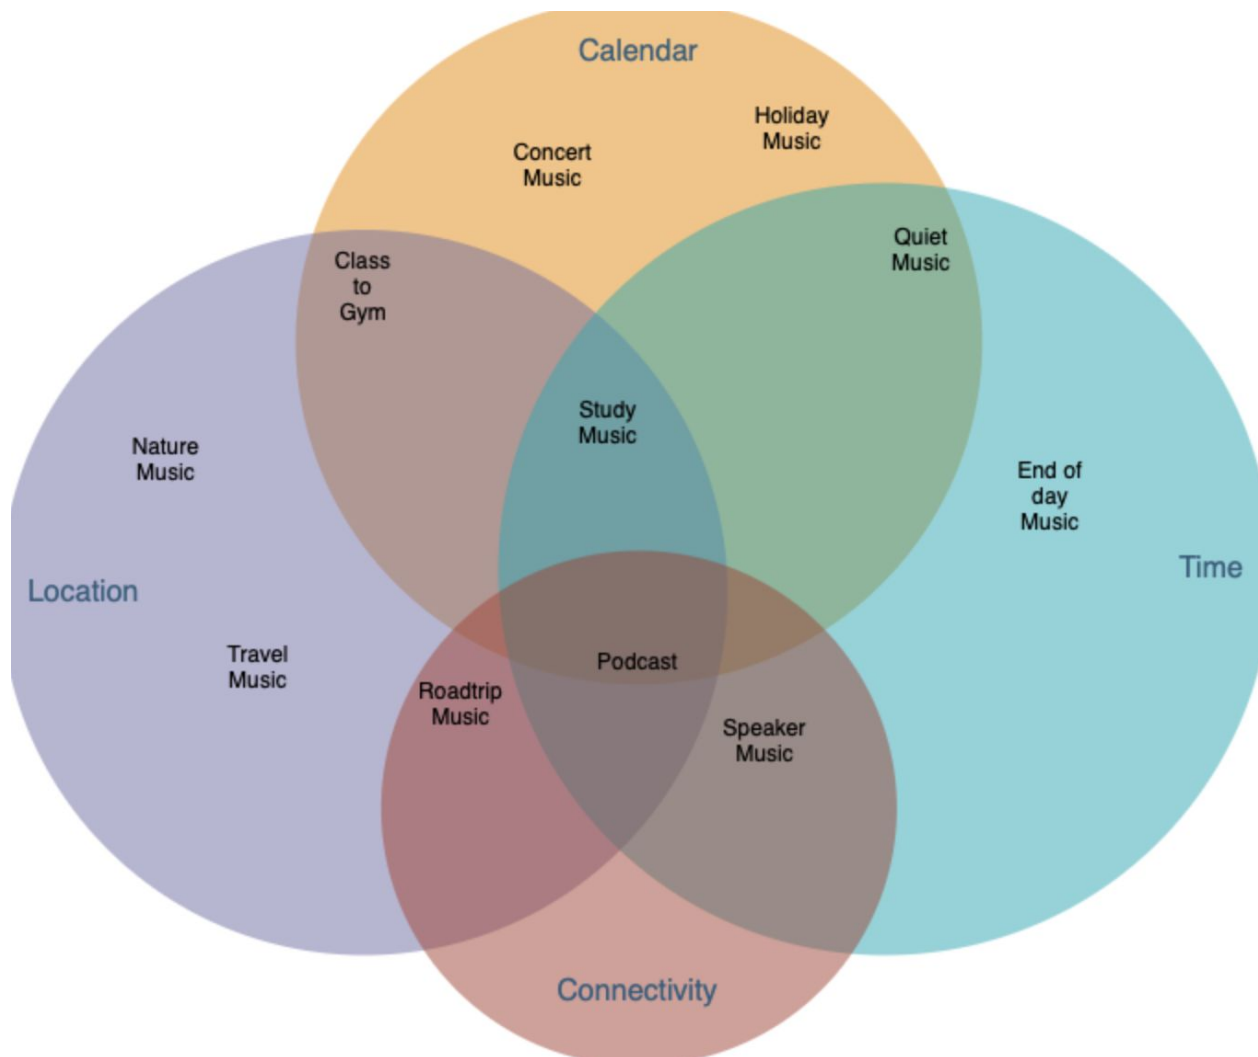 Calendar
Holiday
Music
Concert
Music
Quiet
Music
Class
to
Gym
Study
Music
Nature
Music
End of
day
Music
Time
Location
Travel
Music
Podcast
Roadtrip
Music
Speaker
Music
Connectivity